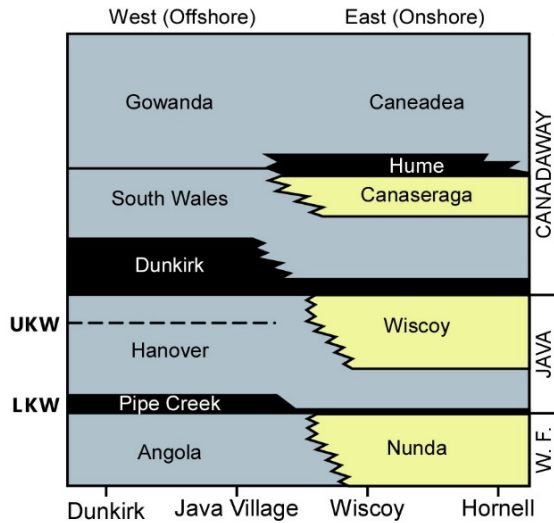 West (Offshore) East (Onshore)
Gowanda Caneadea
Hume
South Wales Canaseraga
Dunkirk
UKW
Wiscoy
Hanover
LKW
Pipe Creek
Angola Nunda
CANADAWAY
JAVA
W. F.
Dunkirk Java Village Wiscoy Hornell